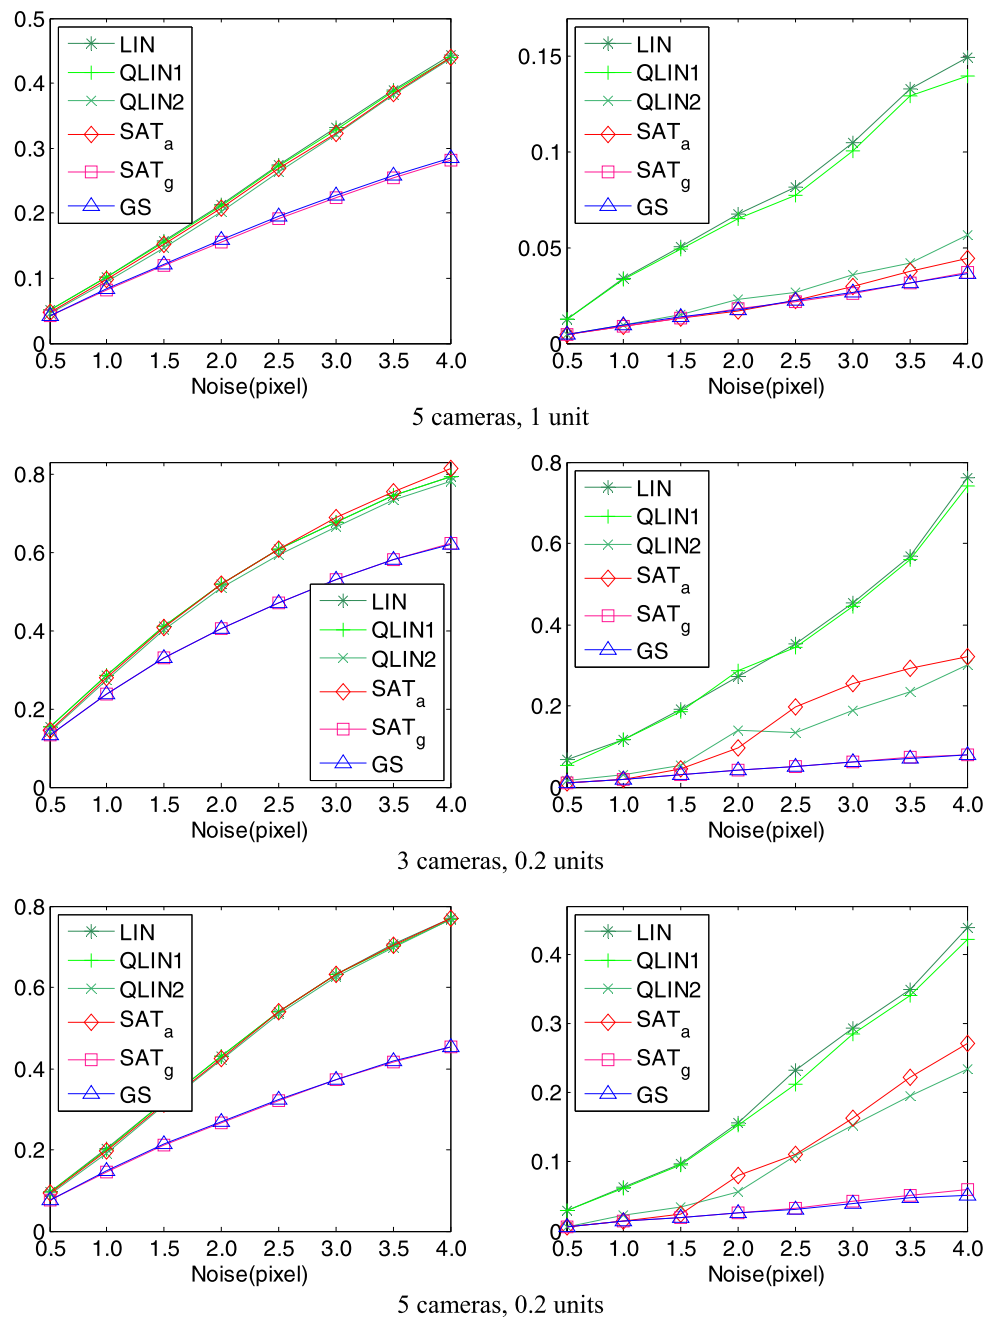 0.5
0.4
0.3
0.2
0.1
0
LIN
QLIN1
QLIN2
SATa
SATg
GS
0.5 1.0 1.5 2.0 2.5 3.0 3.5 4.0
Noise(pixel)
0.15
0.1
0.05
0
LIN
QLIN1
QLIN2
SATa
SATg
GS
0.5 1.0 1.5 2.0 2.5 3.0 3.5 4.0
Noise(pixel)
5 cameras, 1 unit
0.8
0.6
0.4
0.2
0
LIN
QLIN1
QLIN2
SATa
SATg
GS
0.5 1.0 1.5 2.0 2.5 3.0 3.5 4.0
Noise(pixel)
0.8
0.6
0.4
0.2
0
LIN
QLIN1
QLIN2
SATa
SATg
GS
0.5 1.0 1.5 2.0 2.5 3.0 3.5 4.0
Noise(pixel)
3 cameras, 0.2 units
0.8
0.6
0.4
0.2
0
LIN
QLIN1
QLIN2
SATa
SATg
GS
0.5 1.0 1.5 2.0 2.5 3.0 3.5 4.0
Noise(pixel)
0.4
0.3
0.2
0.1
0
LIN
QLIN1
QLIN2
SATa
SATg
GS
0.5 1.0 1.5 2.0 2.5 3.0 3.5 4.0
Noise(pixel)
5 cameras, 0.2 units